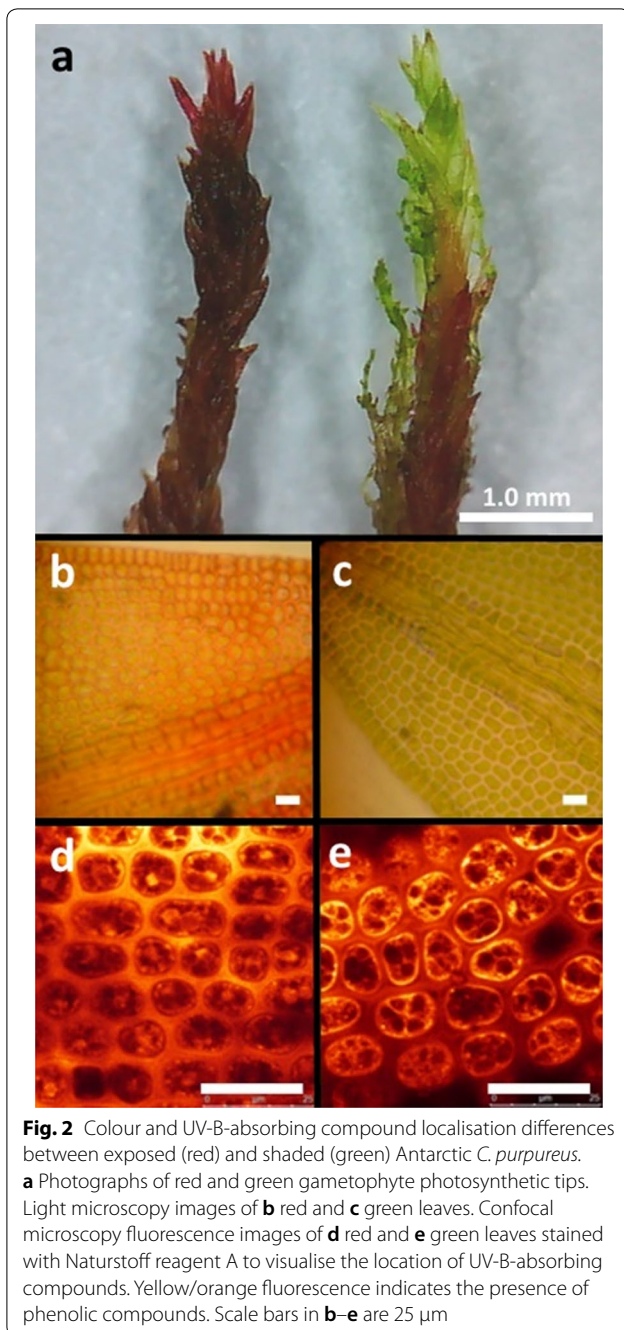 a
1.0 mm
b
c
d
e
0 µm 25
0 µm 25
Fig. 2 Colour and UV-B-absorbing compound localisation differences
between exposed (red) and shaded (green) Antarctic C. purpureus.
a Photographs of red and green gametophyte photosynthetic tips.
Light microscopy images of b red and c green leaves. Confocal
microscopy fluorescence images of d red and e green leaves stained
with Naturstoff reagent A to visualise the location of UV-B-absorbing
compounds. Yellow/orange fluorescence indicates the presence of
phenolic compounds. Scale bars in b–e are 25 µm